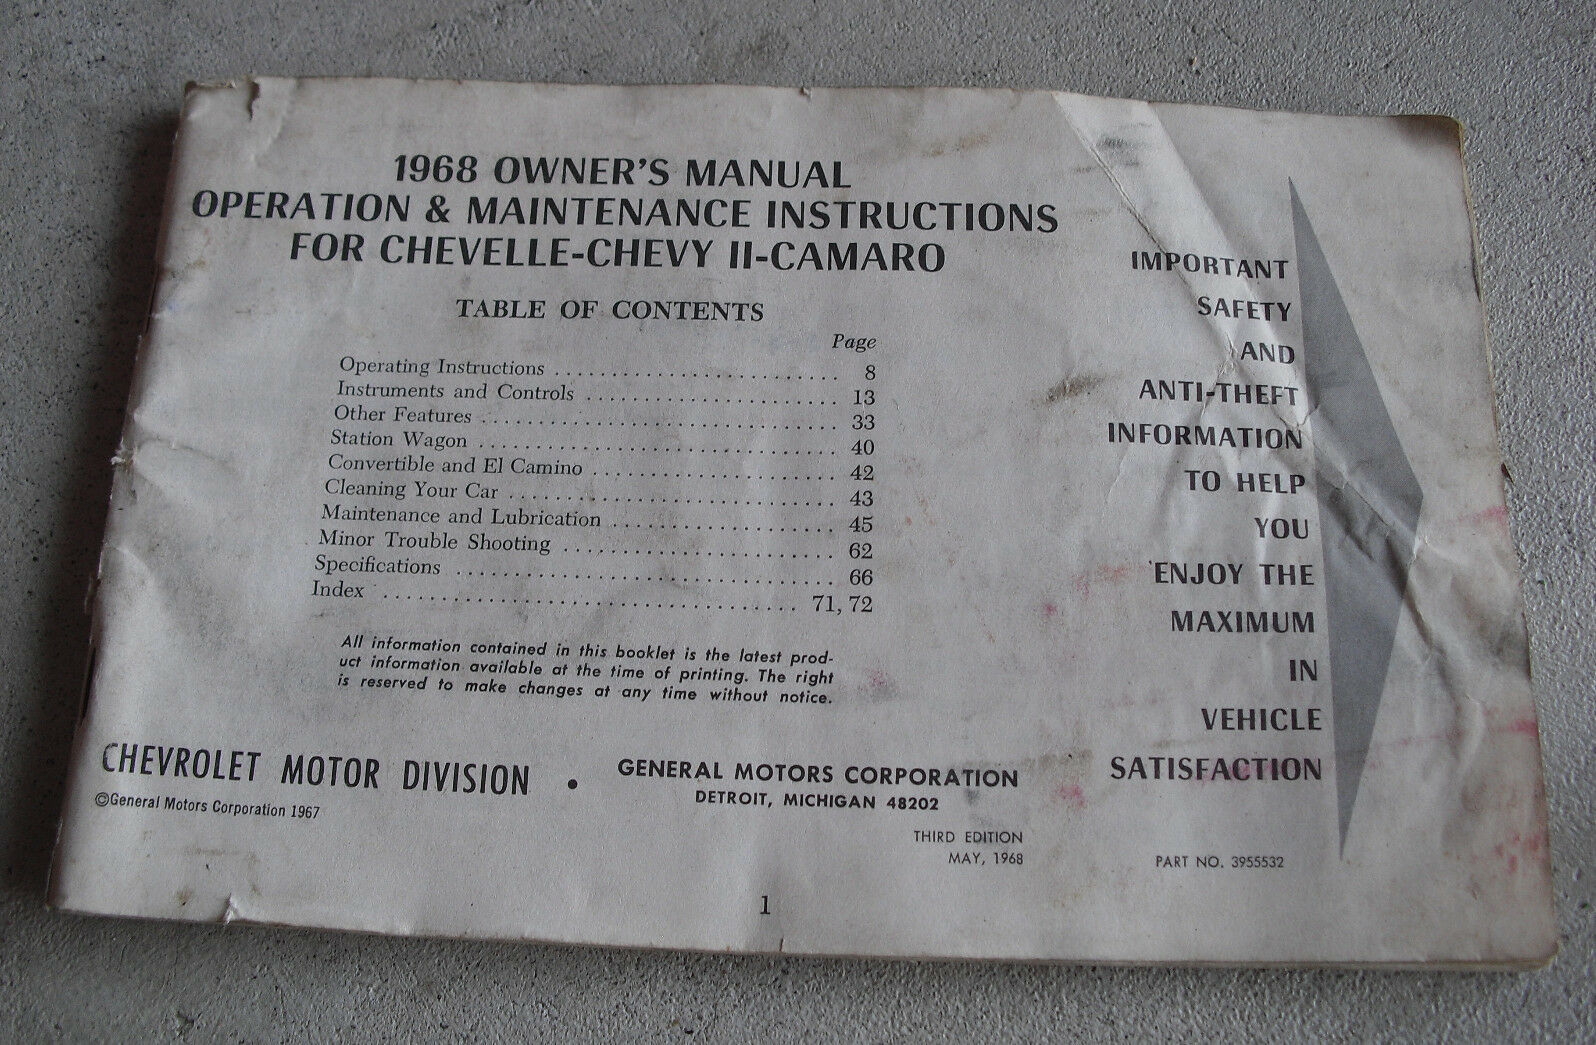 1968 OWNER'S MANUAL
OPERATION & MAINTENANCE INSTRUCTIONS
FOR CHEVELLE-CHEVY II-CAMARO
TABLE OF CONTENTS
Page
Operating Instructions ........................ 8
Instruments and Controls ...................... 13
Other Features ............................... 33
Station Wagon ............................... 40
Convertible and El Camino ..................... 42
Cleaning Your Car ............................ 43
Maintenance and Lubrication ................... 45
Minor Trouble Shooting ........................ 62
Specifications ................................ 66
Index .................................... 71, 72
All information contained in this booklet is the latest prod-
uct information available at the time of printing. The right
is reserved to make changes at any time without notice.
CHEVROLET MOTOR DIVISION • GENERAL MOTORS CORPORATION
DETROIT, MICHIGAN 48202
©General Motors Corporation 1967
THIRD EDITION
MAY, 1968
1
IMPORTANT
SAFETY
AND
ANTI-THEFT
INFORMATION
TO HELP
YOU
ENJOY THE
MAXIMUM
IN
VEHICLE
SATISFACTION
PART NO. 3955532